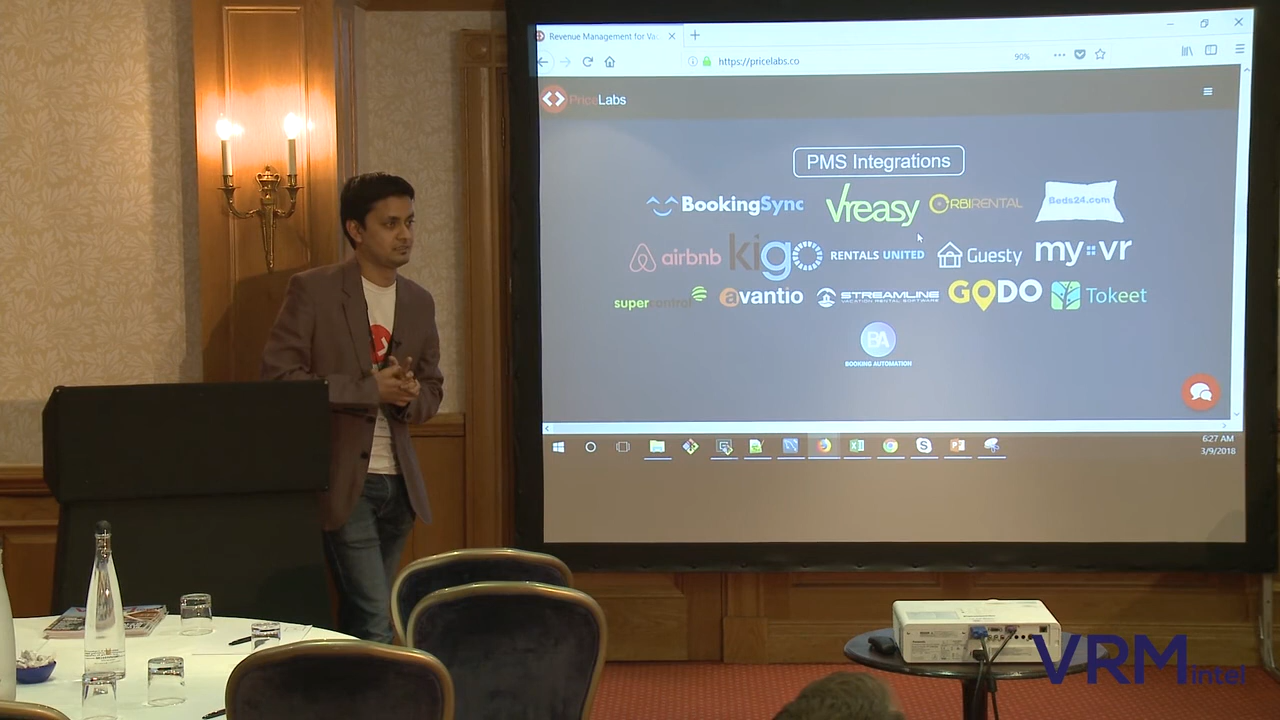 Revenue Management for Va
https://pricelabs.co
90%
PriceLabs
PMS Integrations
BookingSync
Vreasy
ORBIRENTAL
Beds24.com
airbnb
kigo
RENTALS UNITED
Guesty
my vr
supercontrol
avantio
STREAMLINE
VACATION RENTAL SOFTWARE
GODO
Tokeet
BA
BOOKING AUTOMATION
6:27 AM
3/9/2018
VRMintel